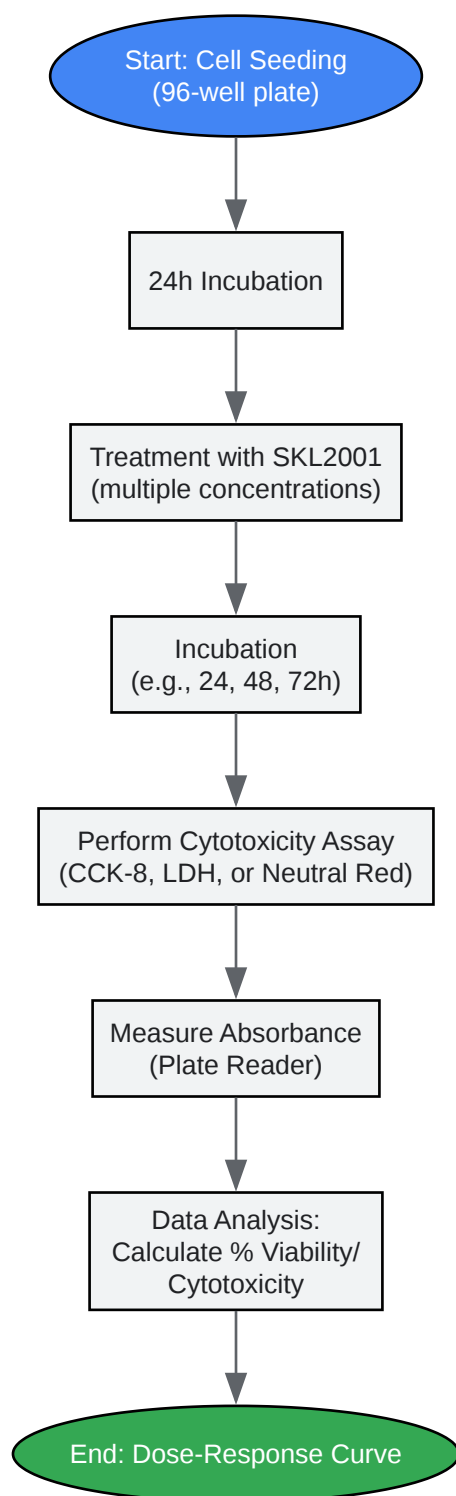 Start: Cell Seeding
(96-well plate)
24h Incubation
Treatment with SKL2001
(multiple concentrations)
Incubation
(e.g., 24, 48, 72h)
Perform Cytotoxicity Assay
(CCK-8, LDH, or Neutral Red)
Measure Absorbance
(Plate Reader)
Data Analysis:
Calculate % Viability/
Cytotoxicity
End: Dose-Response Curve